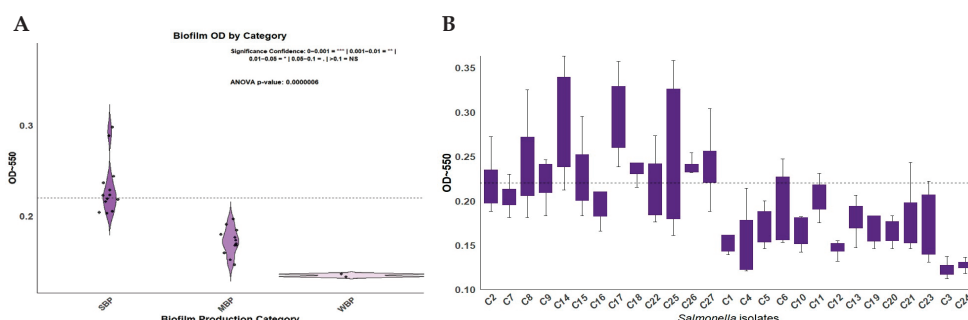 A
Biofilm OD by Category
Significance Confidence: 0−0.001 = "***" | 0.001−0.01 = "**" |
0.01−0.05 = * | 0.05−0.1 = . | >0.1 = NS
ANOVA p-value: 0.0000006
OD~550
0.3
0.2
SBP
MBP
WBP
Biofilm Production Category
B
OD~550
0.35
0.30
0.25
0.20
0.15
0.10
C2
C7
C8
C9
C14
C15
C16
C17
C18
C22
C25
C26
C27
C1
C4
C5
C6
C10
C11
C12
C13
C19
C20
C21
C23
C3
C24
Salmonella isolates